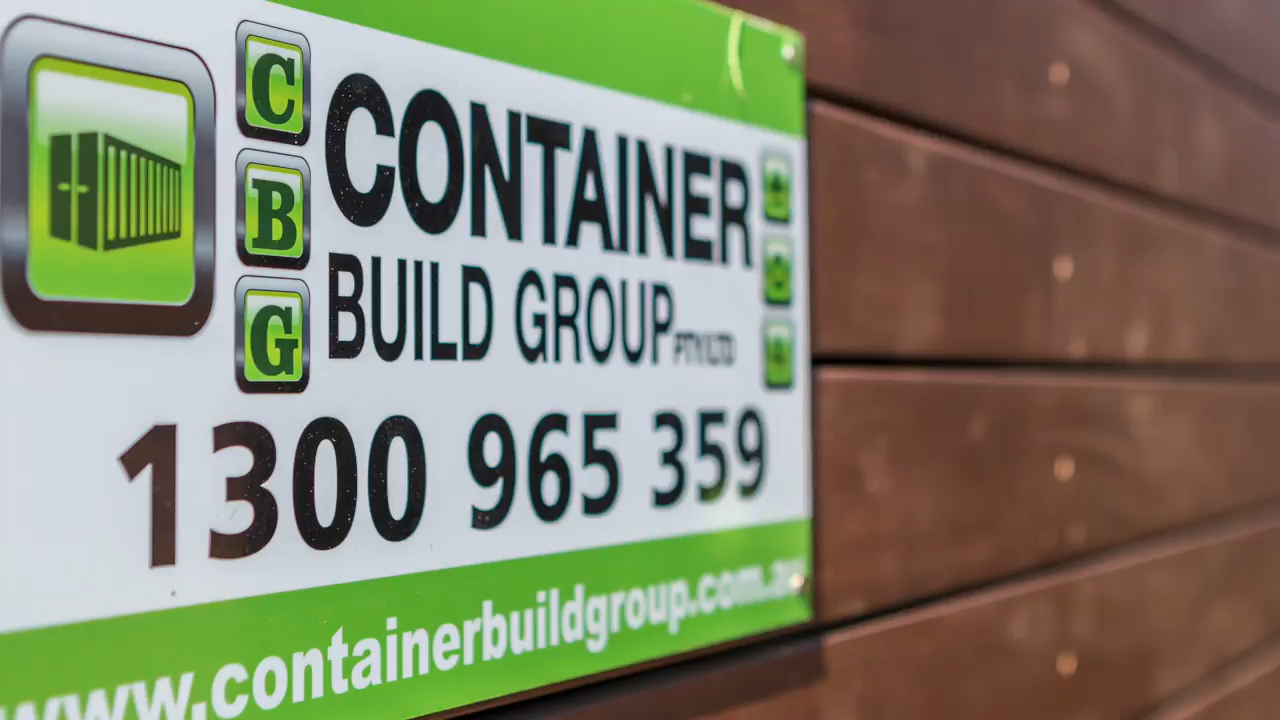 C
B
G
CONTAINER
BUILD GROUP PTY LTD
1300 965 359
www.containerbuildgroup.com.au